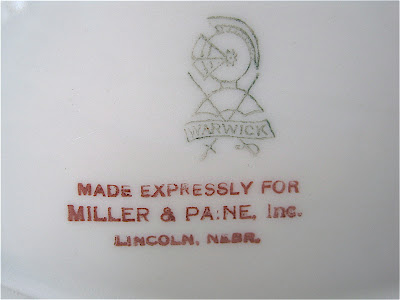 WARWICK
MADE EXPRESSLY FOR
MILLER & PAINE, Inc.
LINCOLN, NEBR.